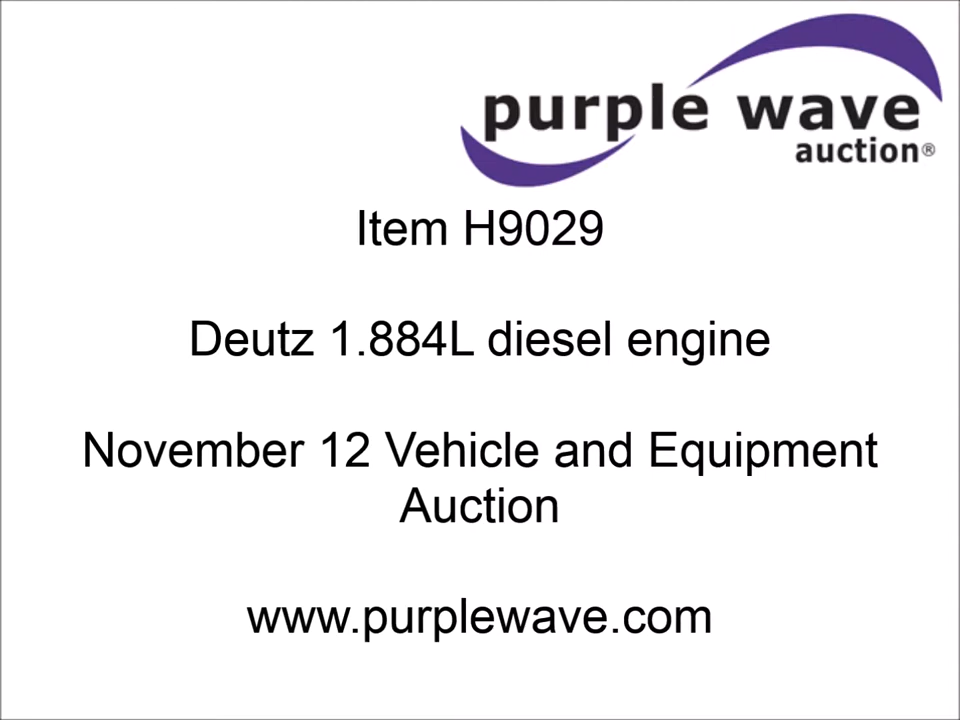 purple wave
auction®
Item H9029
Deutz 1.884L diesel engine
November 12 Vehicle and Equipment
Auction
www.purplewave.com